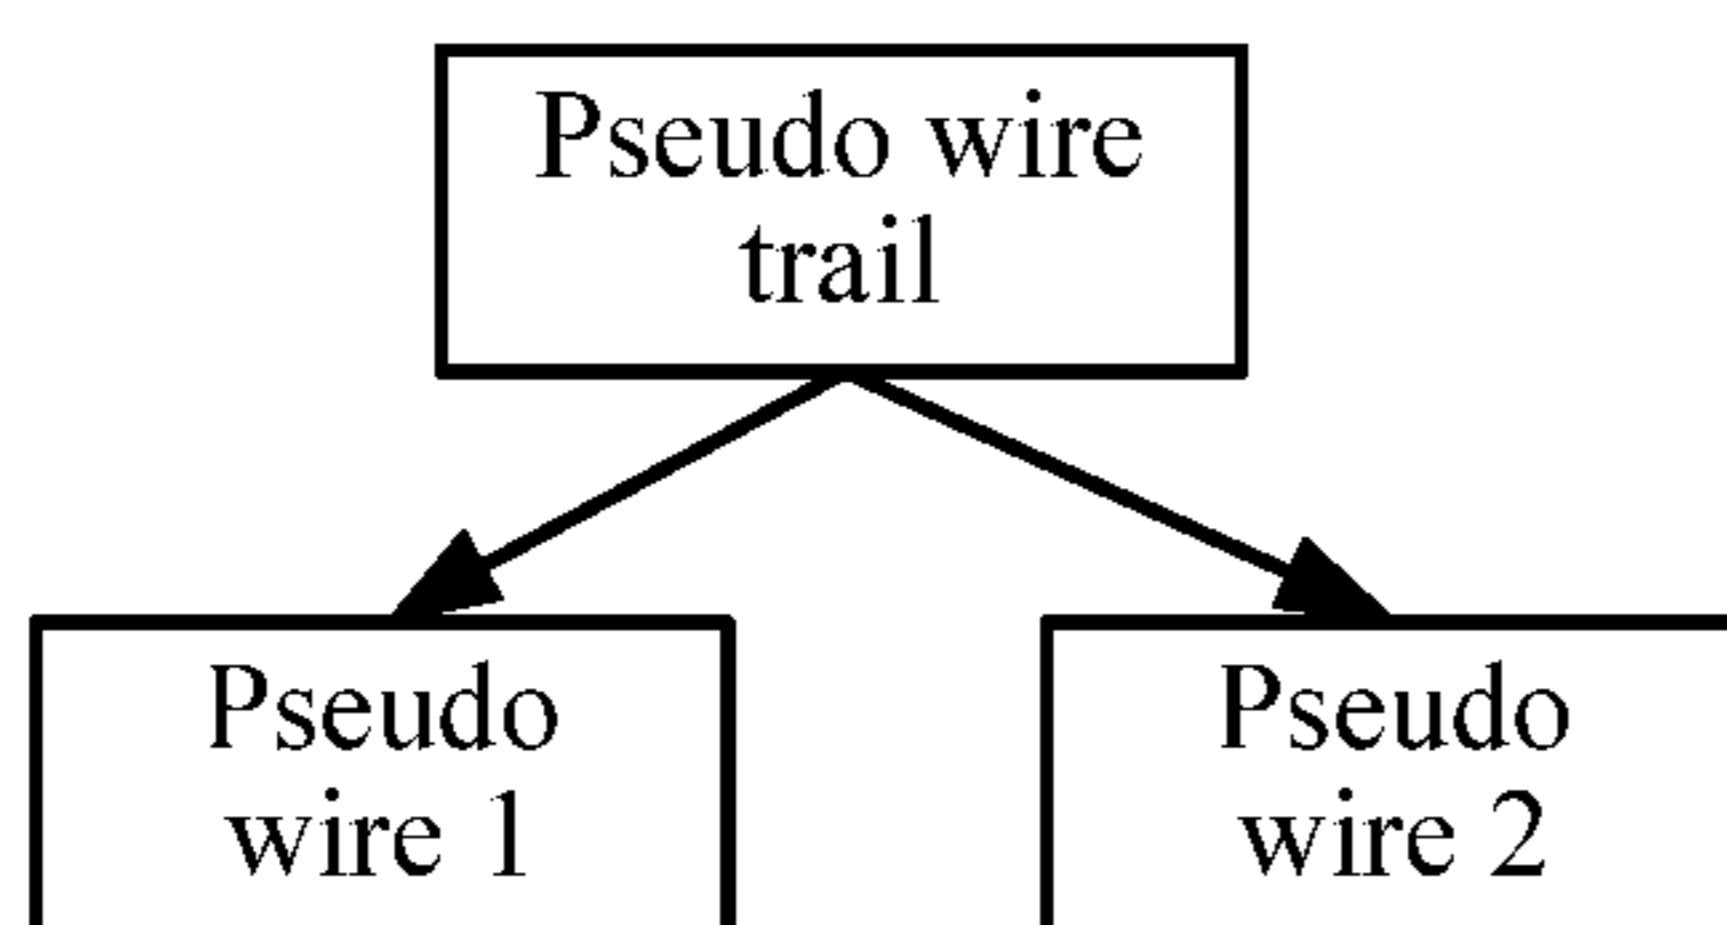 Pseudo wire
trail
Pseudo
wire 1
Pseudo
wire 2